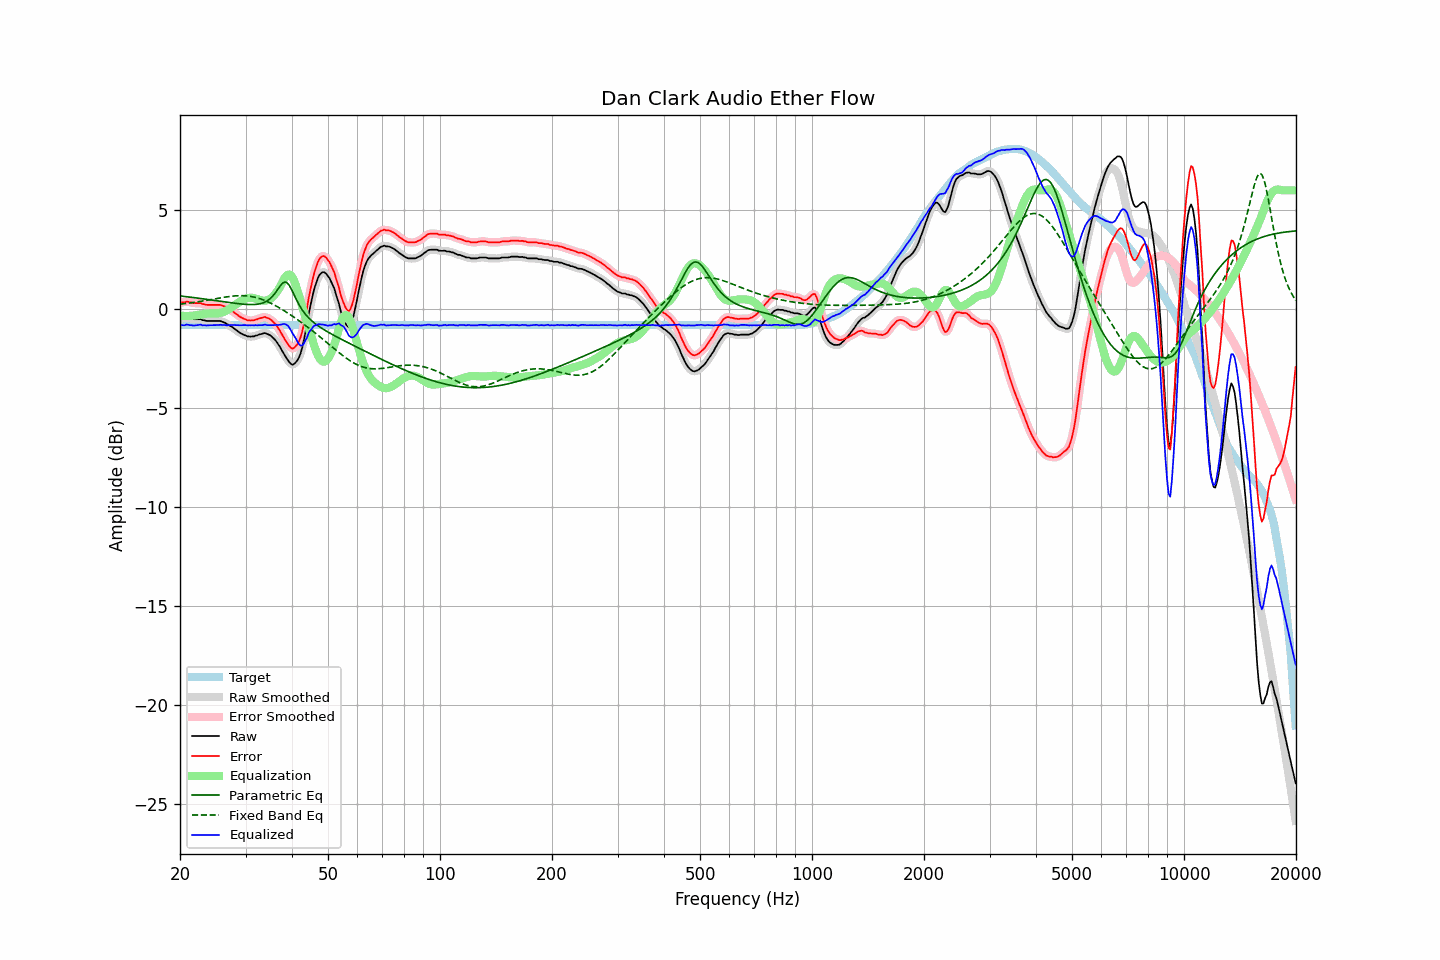 Dan Clark Audio Ether Flow
Amplitude (dBr)
5
0
−5
−10
−15
−20
−25
Target
Raw Smoothed
Error Smoothed
Raw
Error
Equalization
Parametric Eq
Fixed Band Eq
Equalized
20 50 100 200 500 1000 2000 5000 10000 20000
Frequency (Hz)